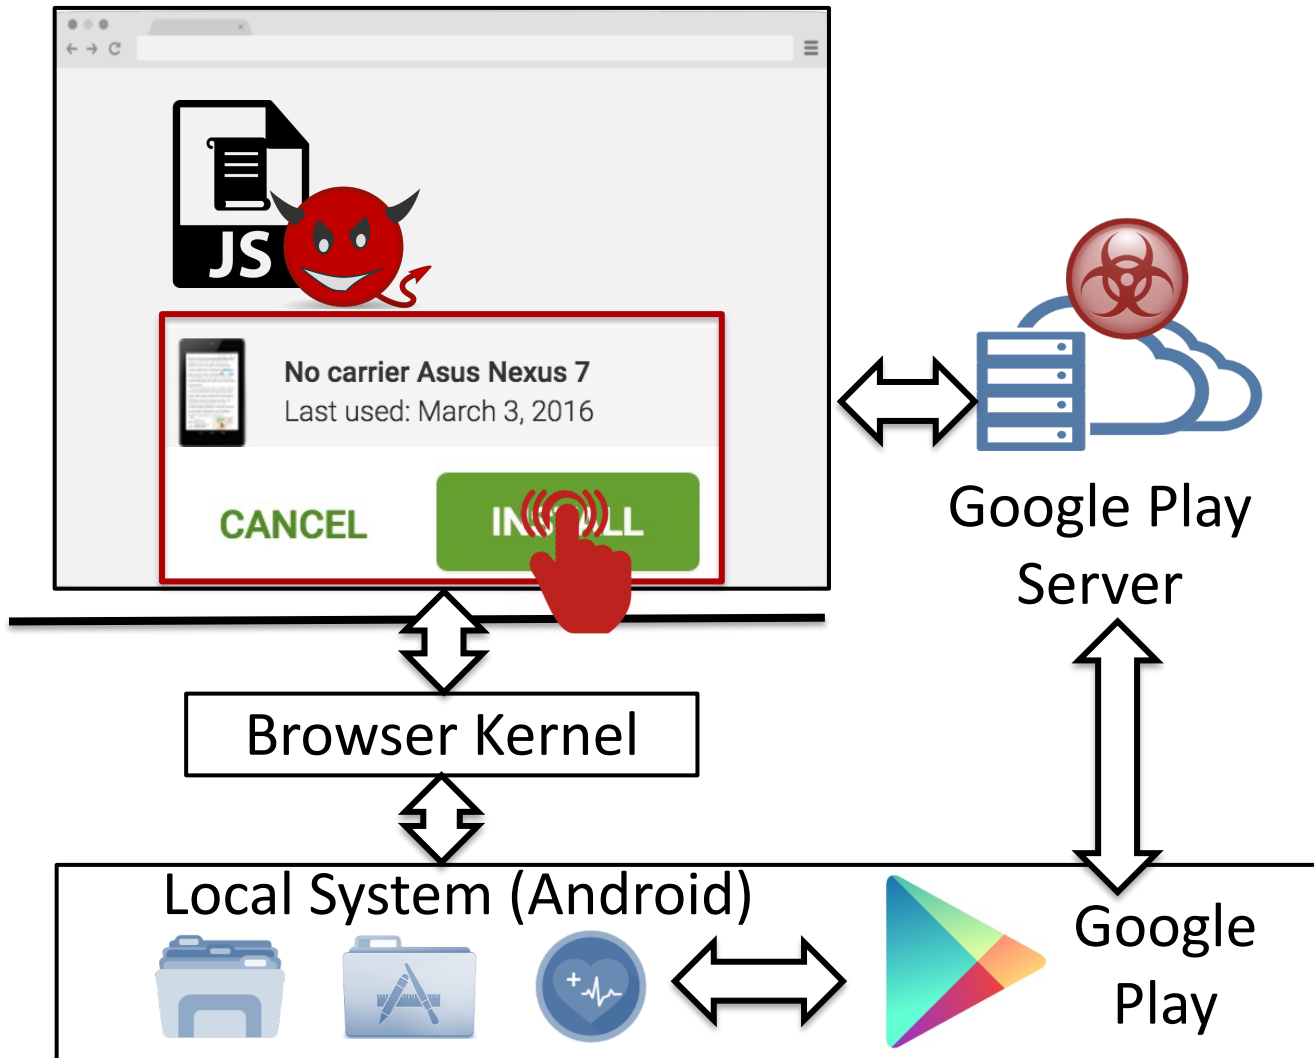 JS
No carrier Asus Nexus 7
Last used: March 3, 2016
CANCEL
INSTALL
Google Play
Server
Browser Kernel
Local System (Android)
Google
Play